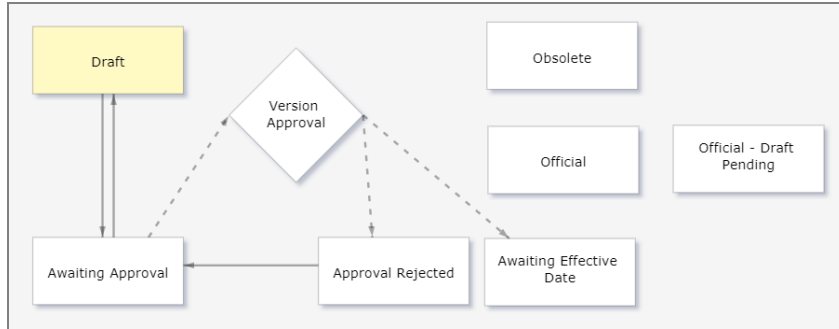 Draft
Obsolete
Version
Approval
Official
Official - Draft
Pending
Awaiting Approval
Approval Rejected
Awaiting Effective
Date